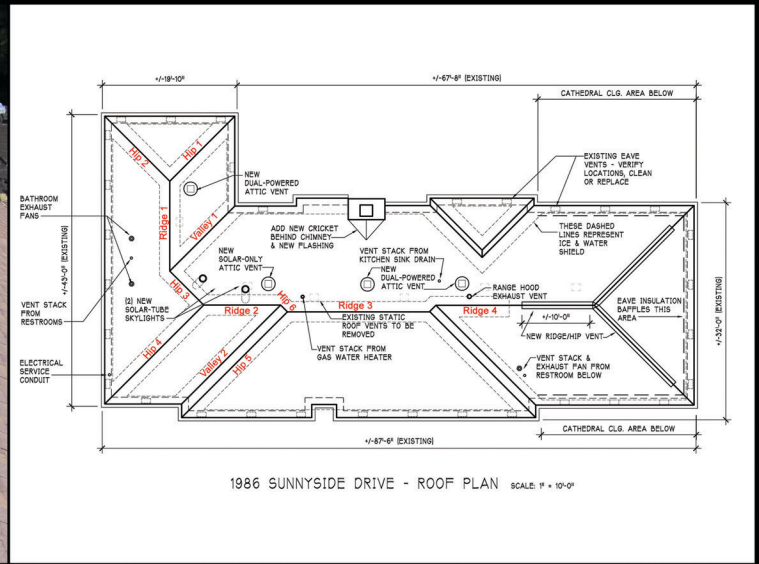 +/-19'-10"
+/-67'-8" (EXISTING)
CATHEDRAL CLG. AREA BELOW
Hip 2
Hip 1
NEW
DUAL-POWERED
ATTIC VENT
EXISTING EAVE
VENTS - VERIFY
LOCATIONS, CLEAN
OR REPLACE
BATHROOM
EXHAUST
FANS
+/-43'-0" (EXISTING)
Ridge 1
Valley 1
ADD NEW CRICKET
BEHIND CHIMNEY
& NEW FLASHING
THESE DASHED
LINES REPRESENT
ICE & WATER
SHIELD
NEW
SOLAR-ONLY
ATTIC VENT
VENT STACK FROM
KITCHEN SINK DRAIN
NEW
DUAL-POWERED
ATTIC VENT
Hip 3
RANGE HOOD
EXHAUST VENT
VENT STACK
FROM
RESTROOMS
(2) NEW
SOLAR-TUBE
SKYLIGHTS
Hip 6
Ridge 2
Ridge 3
Ridge 4
EAVE INSULATION
BAFFLES THIS
AREA
EXISTING STATIC
ROOF VENTS TO BE
REMOVED
+/-10'-0"
NEW RIDGE/HIP VENT
+/-32'-0" (EXISTING)
VENT STACK FROM
GAS WATER HEATER
Hip 4
Valley 2
Hip 5
VENT STACK &
EXHAUST FAN FROM
RESTROOM BELOW
ELECTRICAL
SERVICE
CONDUIT
CATHEDRAL CLG. AREA BELOW
+/-87'-6" (EXISTING)
1986 SUNNYSIDE DRIVE - ROOF PLAN SCALE: 1" = 10'-0"